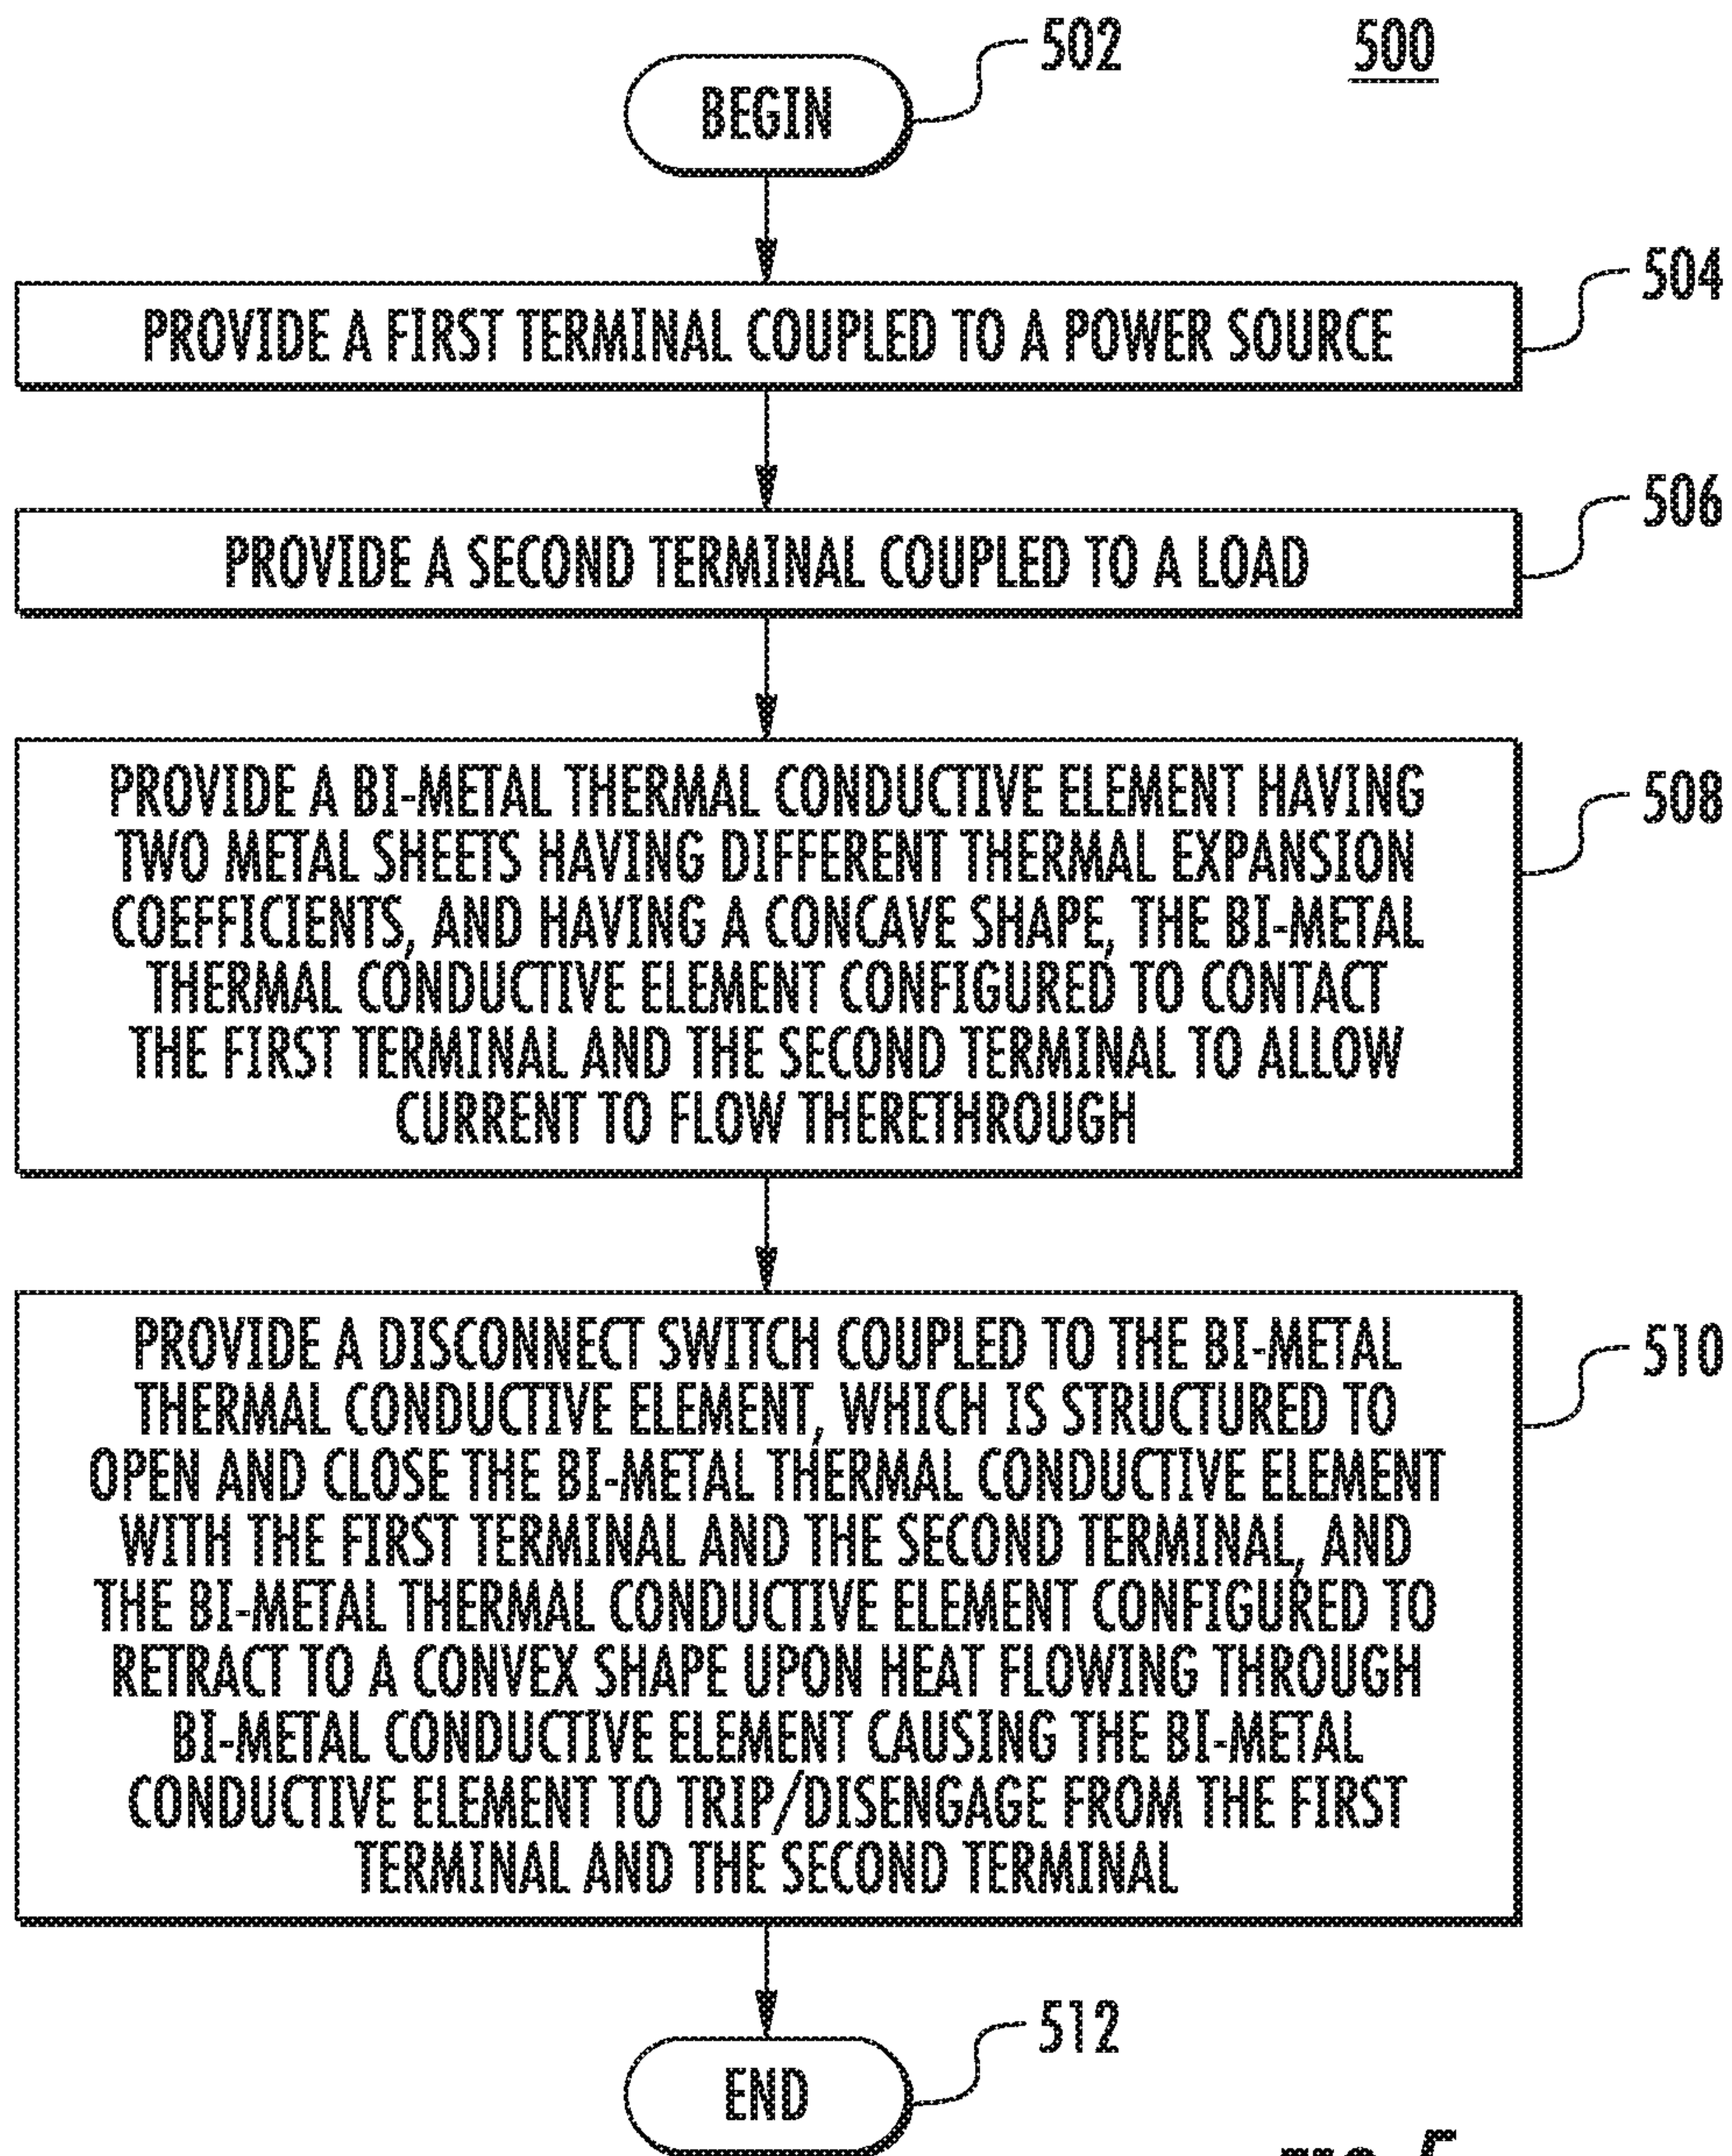 502
500
BEGIN
504
PROVIDE A FIRST TERMINAL COUPLED TO A POWER SOURCE
506
PROVIDE A SECOND TERMINAL COUPLED TO A LOAD
508
PROVIDE A BI-METAL THERMAL CONDUCTIVE ELEMENT HAVING
TWO METAL SHEETS HAVING DIFFERENT THERMAL EXPANSION
COEFFICIENTS, AND HAVING A CONCAVE SHAPE, THE BI-METAL
THERMAL CONDUCTIVE ELEMENT CONFIGURED TO CONTACT
THE FIRST TERMINAL AND THE SECOND TERMINAL TO ALLOW
CURRENT TO FLOW THERETHROUGH
510
PROVIDE A DISCONNECT SWITCH COUPLED TO THE BI-METAL
THERMAL CONDUCTIVE ELEMENT, WHICH IS STRUCTURED TO
OPEN AND CLOSE THE BI-METAL THERMAL CONDUCTIVE ELEMENT
WITH THE FIRST TERMINAL AND THE SECOND TERMINAL, AND
THE BI-METAL THERMAL CONDUCTIVE ELEMENT CONFIGURED TO
RETRACT TO A CONVEX SHAPE UPON HEAT FLOWING THROUGH
BI-METAL CONDUCTIVE ELEMENT CAUSING THE BI-METAL
CONDUCTIVE ELEMENT TO TRIP/DISENGAGE FROM THE FIRST
TERMINAL AND THE SECOND TERMINAL
512
END